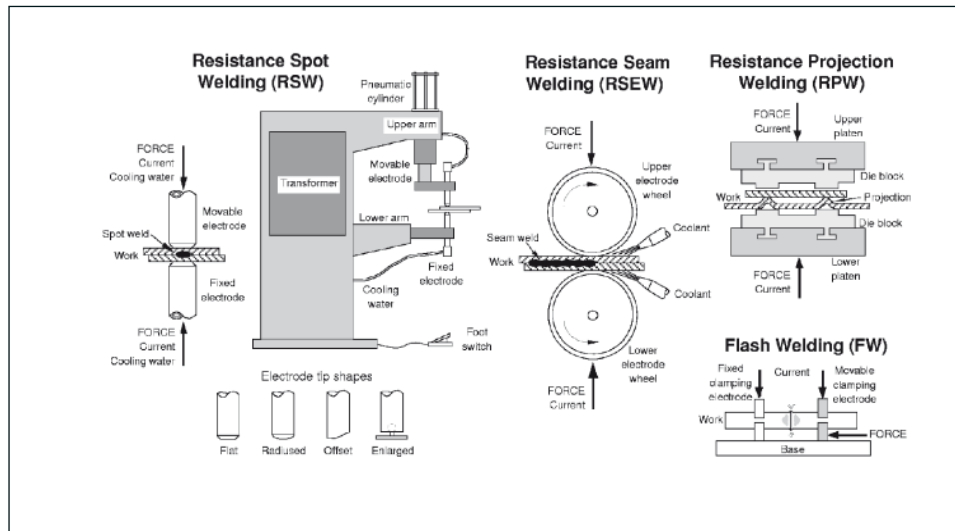 Resistance Spot
Welding (RSW)
FORCE
Current
Cooling water
Movable
electrode
Spot weld
Work
Fixed
electrode
FORCE
Current
Cooling water
Pneumatic
cylinder
Upper arm
Transformer
Movable
electrode
Lower arm
Fixed
electrode
Cooling
water
Foot
switch
Electrode tip shapes
Flat
Radiused
Offset
Enlarged
Resistance Seam
Welding (RSEW)
FORCE
Current
Upper
electrode
wheel
Coolant
Seam weld
Work
Coolant
Lower
electrode
wheel
FORCE
Current
Resistance Projection
Welding (RPW)
FORCE
Current
Upper
platen
Die block
Work
Projection
Die block
Lower
platen
FORCE
Current
Flash Welding (FW)
Fixed
clamping
electrode
Current
Movable
clamping
electrode
Work
FORCE
Base